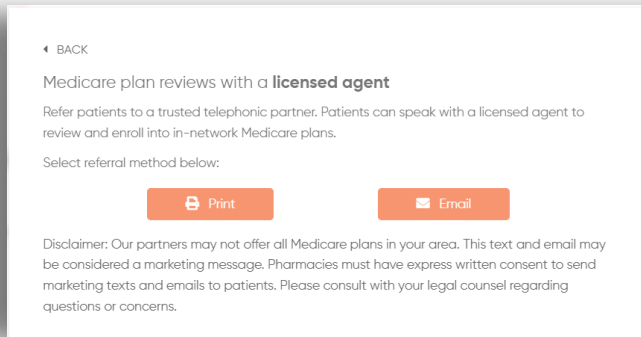 BACK
Medicare plan reviews with a licensed agent
Refer patients to a trusted telephonic partner. Patients can speak with a licensed agent to
review and enroll into in-network Medicare plans.
Select referral method below:
Print
Email
Disclaimer: Our partners may not offer all Medicare plans in your area. This text and email may
be considered a marketing message. Pharmacies must have express written consent to send
marketing texts and emails to patients. Please consult with your legal counsel regarding
questions or concerns.